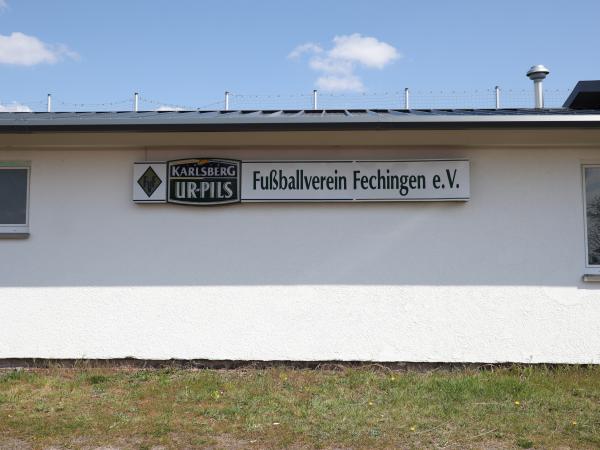 KARLSBERG
UR-PILS
Fußballverein Fechingen e.V.